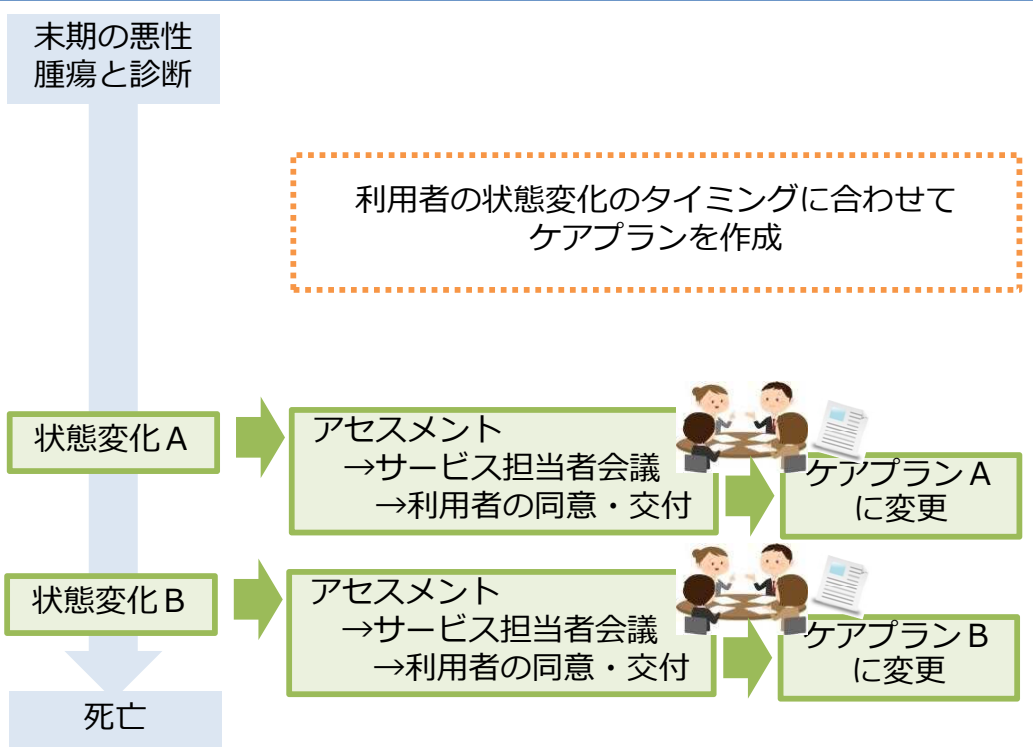 末期の悪性
腫瘍と診断
利用者の状態変化のタイミングに合わせて
ケアプランを作成
状態変化A
アセスメント
→サービス担当者会議
→利用者の同意・交付
ケアプランA
に変更
状態変化B
アセスメント
→サービス担当者会議
→利用者の同意・交付
ケアプランB
に変更
死亡